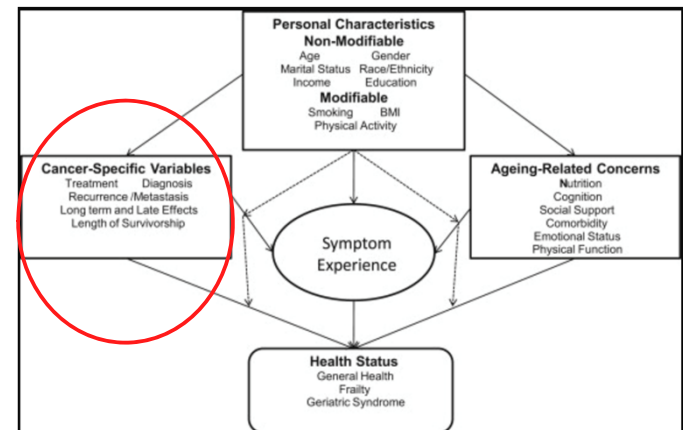 Personal Characteristics
Non-Modifiable
Age Gender
Marital Status Race/Ethnicity
Income Education
Modifiable
Smoking BMI
Physical Activity
Cancer-Specific Variables
Treatment Diagnosis
Recurrence /Metastasis
Long term and Late Effects
Length of Survivorship
Symptom
Experience
Ageing-Related Concerns
Nutrition
Cognition
Social Support
Comorbidity
Emotional Status
Physical Function
Health Status
General Health
Frailty
Geriatric Syndrome